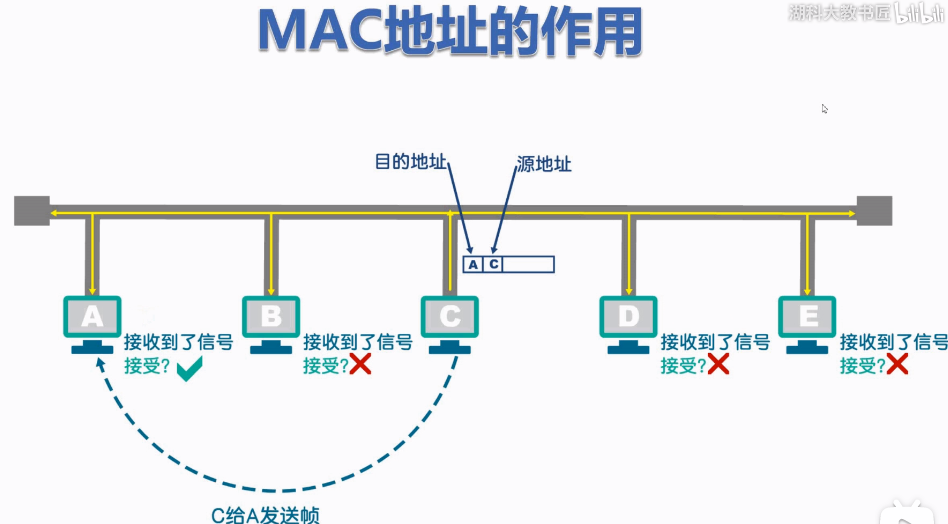 MAC地址的作用
湖科大教书匠 bilibili
目的地址
源地址
A C
A
B
C
D
E
接收到了信号
接受?
接收到了信号
接受?
接收到了信号
接受?
接收到了信号
接受?
C给A发送帧